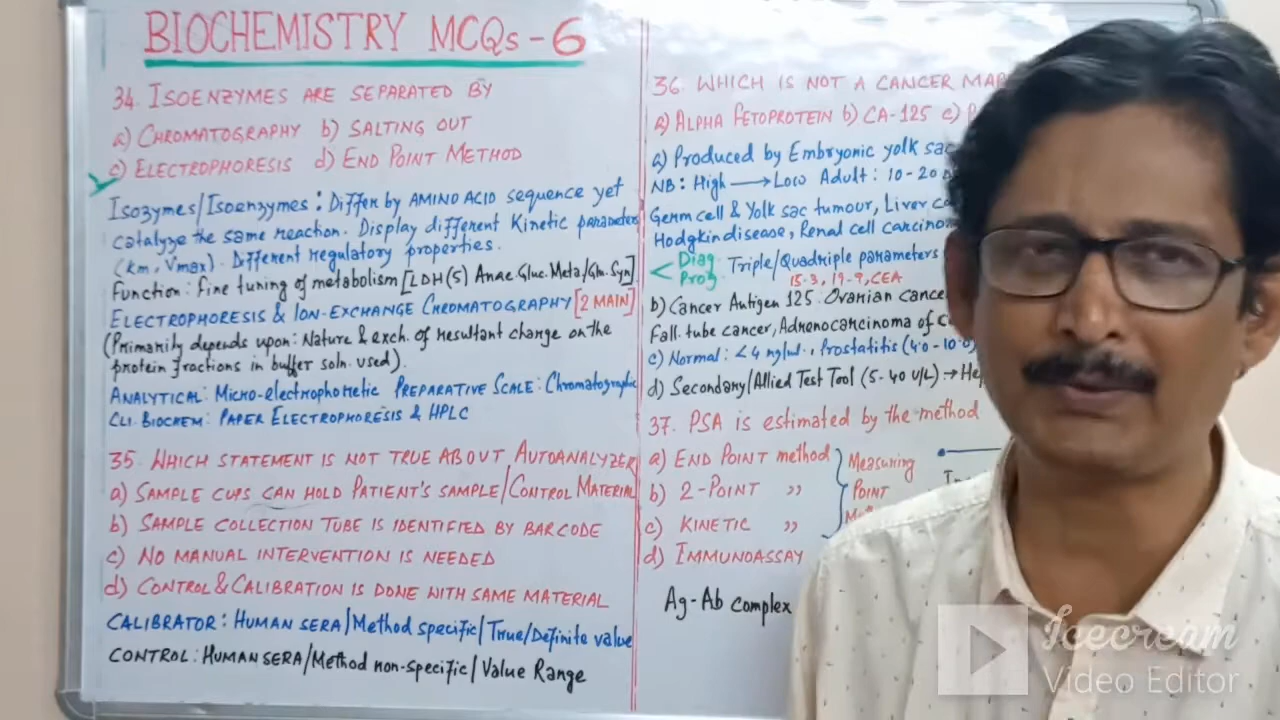 BIOCHEMISTRY MCQs - 6
34. ISOENZYMES ARE SEPARATED BY
a) CHROMATOGRAPHY b) SALTING OUT
c) ELECTROPHORESIS d) END POINT METHOD
Isozymes/Isoenzymes : Differ by AMINO ACID sequence yet
catalyze the same reaction. Display different Kinetic parameters
(Km, Vmax). Different regulatory properties.
Function : Fine tuning of metabolism [LDH(5) Anae.Gluc.Meta/Gln.Syn]
ELECTROPHORESIS & ION-EXCHANGE CHROMATOGRAPHY [2 MAIN]
(Primarily depends upon : Nature & exch. of resultant change on the
protein fractions in buffer soln. used).
ANALYTICAL: Micro-electrophoretic PREPARATIVE SCALE : Chromatographic
CLI. BIOCHEM : PAPER ELECTROPHORESIS & HPLC
35. WHICH STATEMENT IS NOT TRUE ABOUT AUTOANALYZER
a) SAMPLE CUPS CAN HOLD PATIENT'S SAMPLE/CONTROL MATERIAL
b) SAMPLE COLLECTION TUBE IS IDENTIFIED BY BAR CODE
c) NO MANUAL INTERVENTION IS NEEDED
d) CONTROL & CALIBRATION IS DONE WITH SAME MATERIAL
CALIBRATOR : HUMAN SERA/Method specific/True/Definite value
CONTROL : HUMAN SERA/Method non-specific/Value Range
36. WHICH IS NOT A CANCER
a) ALPHA FETOPROTEIN b) CA-125 c)
a) Produced by Embryonic yolk sac
NB : High → Low Adult : 10-20
Germ cell & Yolk sac tumour, Liver
Hodgkin disease, Renal cell
Diag
Prog Triple/Quadriple parameters
15-3, 19-9, CEA
b) Cancer Antigen 125 : Ovarian
Fall. tube cancer, Adenocarcinoma of
c) Normal : < 4 ng/ml., Prostatitis (4.0-10.0)
d) Secondary/Allied Test Tool (5-40 U/L) →
37. PSA is estimated by the method
a) END POINT method
b) 2-POINT "
c) KINETIC "
Measuring
POINT
d) IMMUNOASSAY
Ag-Ab complex
Icecream
Video Editor